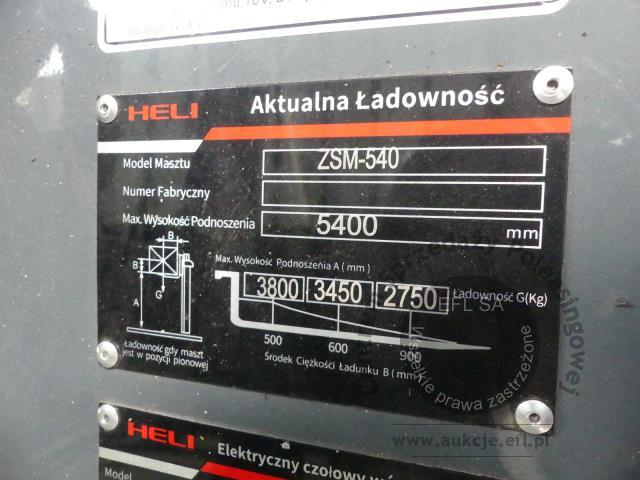 HELI
Aktualna Ładowność
Model Masztu
ZSM-540
Numer Fabryczny
Max. Wysokość Podnoszenia
5400
mm
Max. Wysokość Podnoszenia A ( mm )
B
B
G
A
3800 3450 2750
Ładowność G(Kg)
500 600 900
Środek Ciężkości Ładunku B ( mm )
Ładowność gdy maszt
jest w pozycji pionowej
EFL SA
Wszelkie prawa zastrzeżone
www.aukcje.efl.pl
HELI
Elektryczny czołowy
Model